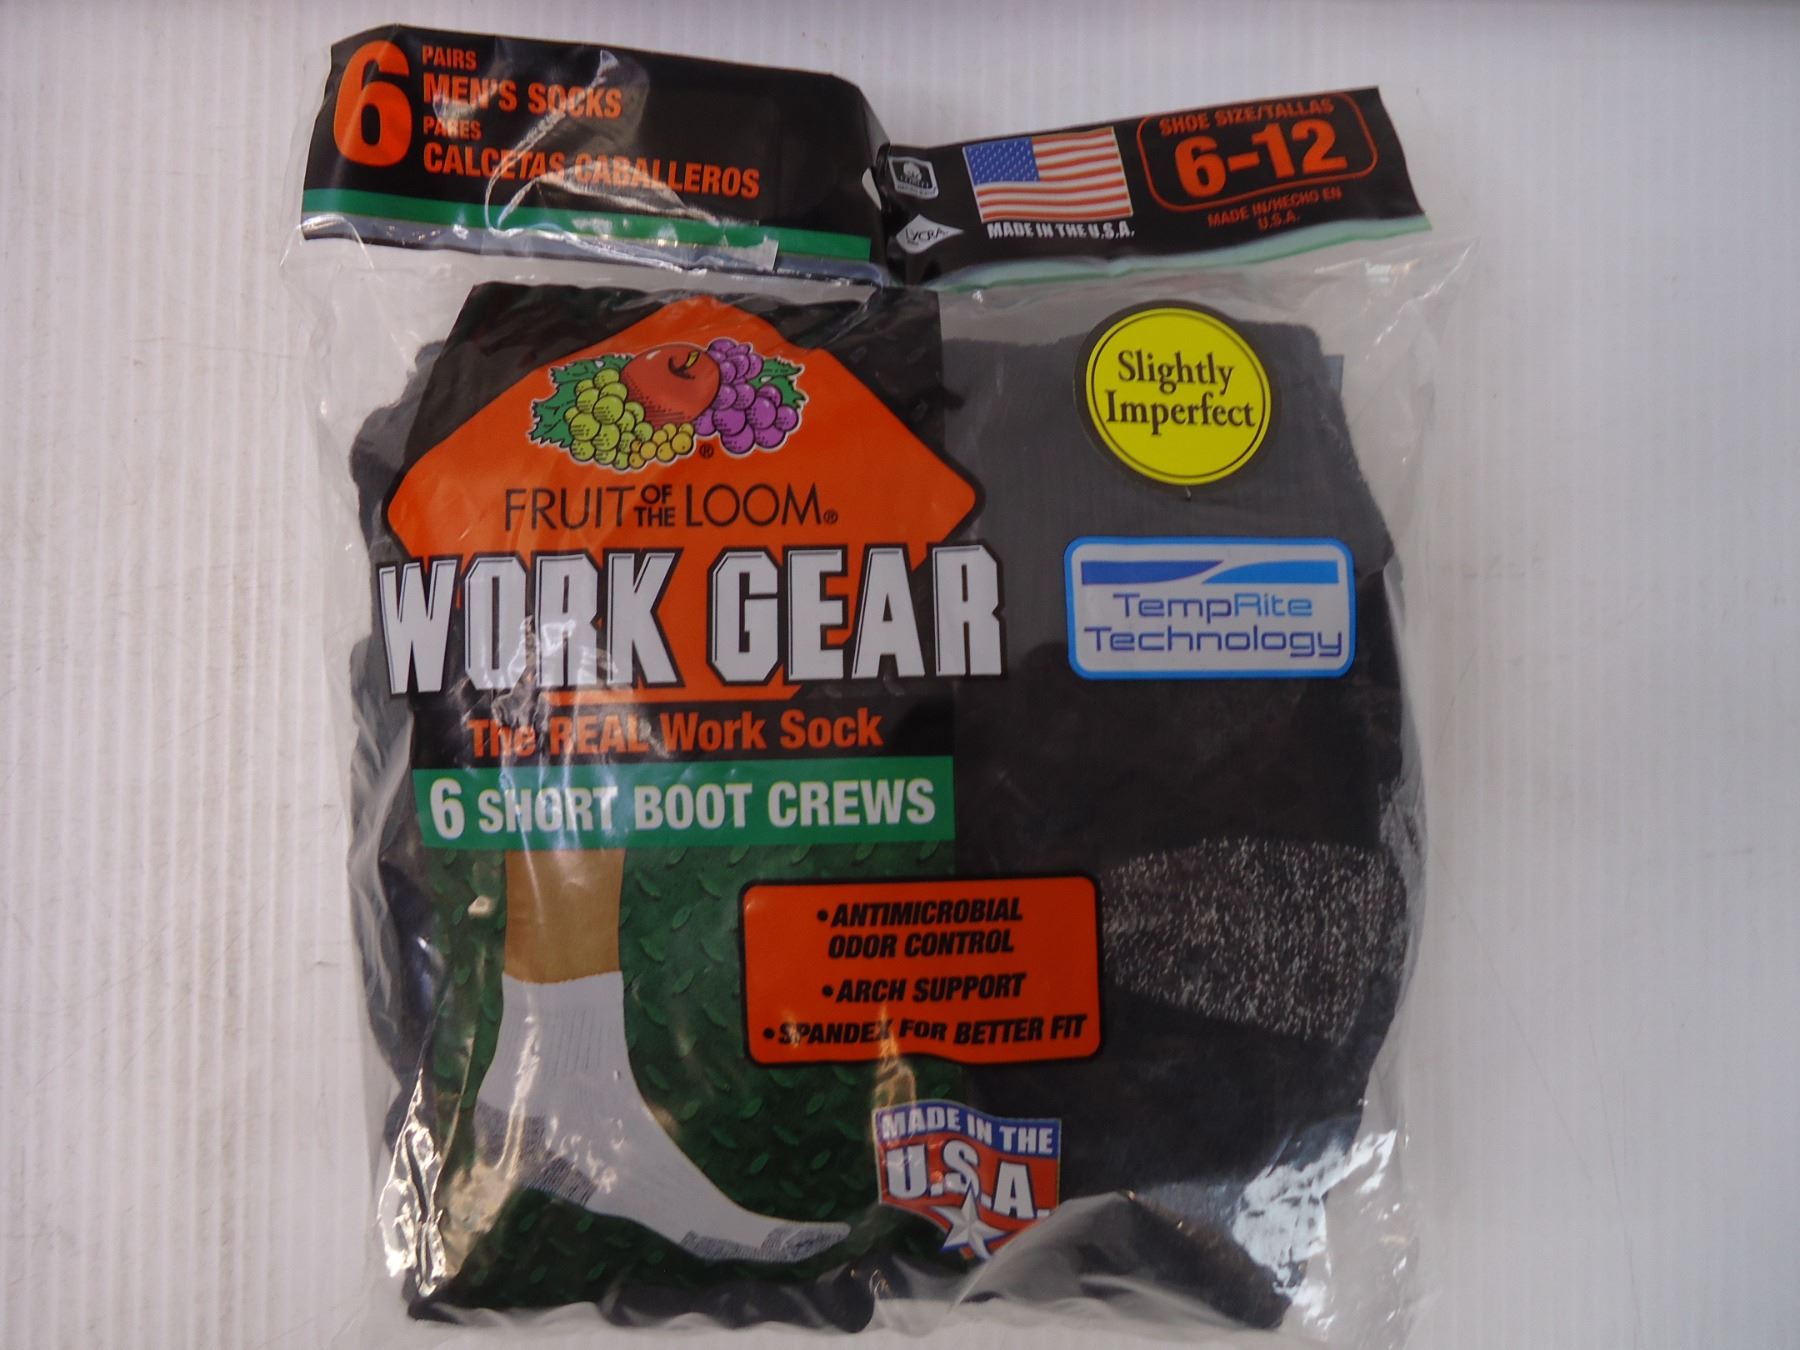 6
PAIRS
MEN'S SOCKS
PARES
CALCETAS CABALLEROS
LYCRA
MADE IN THE U.S.A.
SHOE SIZE/TALLAS
6-12
MADE IN/HECHO EN
U.S.A.
FRUIT OF THE LOOM®
WORK GEAR
The REAL Work Sock
6 SHORT BOOT CREWS
Slightly
Imperfect
TempRite
Technology
•ANTIMICROBIAL
ODOR CONTROL
•ARCH SUPPORT
•SPANDEX FOR BETTER FIT
MADE IN THE
U.S.A.